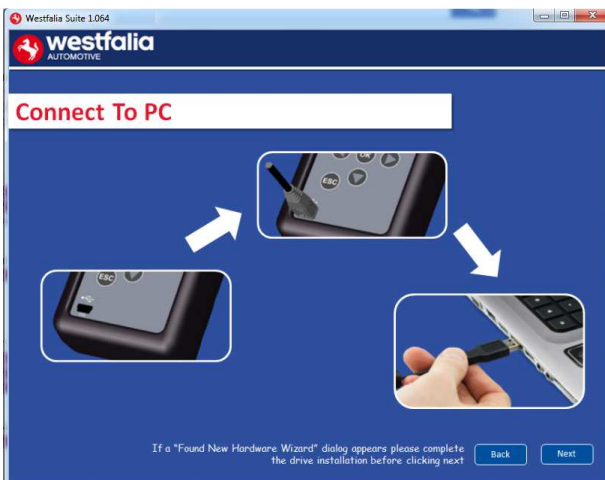 Westfalia Suite 1.064
westfalia
AUTOMOTIVE
Connect To PC
OK
ESC
ESC
If a "Found New Hardware Wizard" dialog appears please complete
the drive installation before clicking next
Back
Next